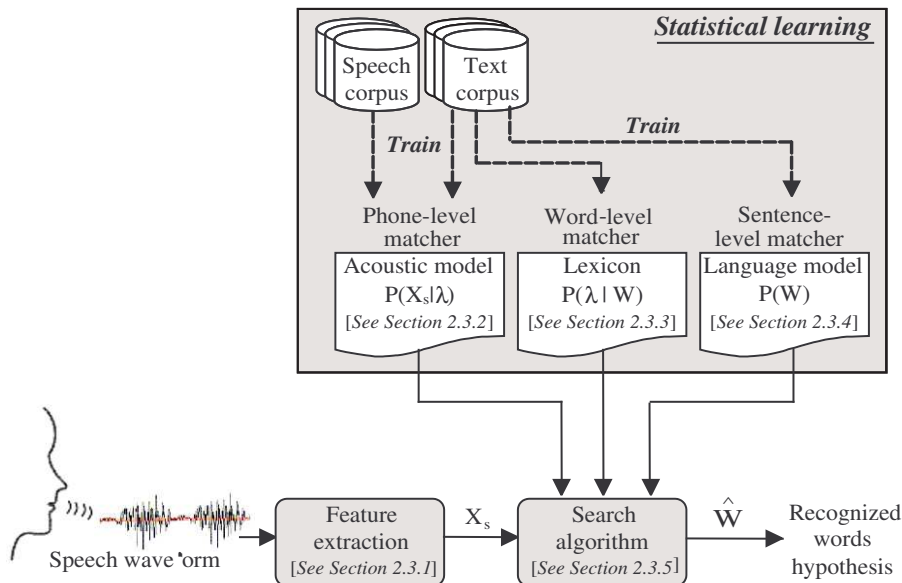 Statistical learning
Speech
corpus
Text
corpus
Train
Train
Phone-level
matcher
Word-level
matcher
Sentence-
level matcher
Acoustic model
P(Xₛ|λ)
[See Section 2.3.2]
Lexicon
P(λ | W)
[See Section 2.3.3]
Language model
P(W)
[See Section 2.3.4]
Speech wave orm
Feature
extraction
[See Section 2.3.1]
Xₛ
Search
algorithm
[See Section 2.3.5]
Ŵ
Recognized
words
hypothesis